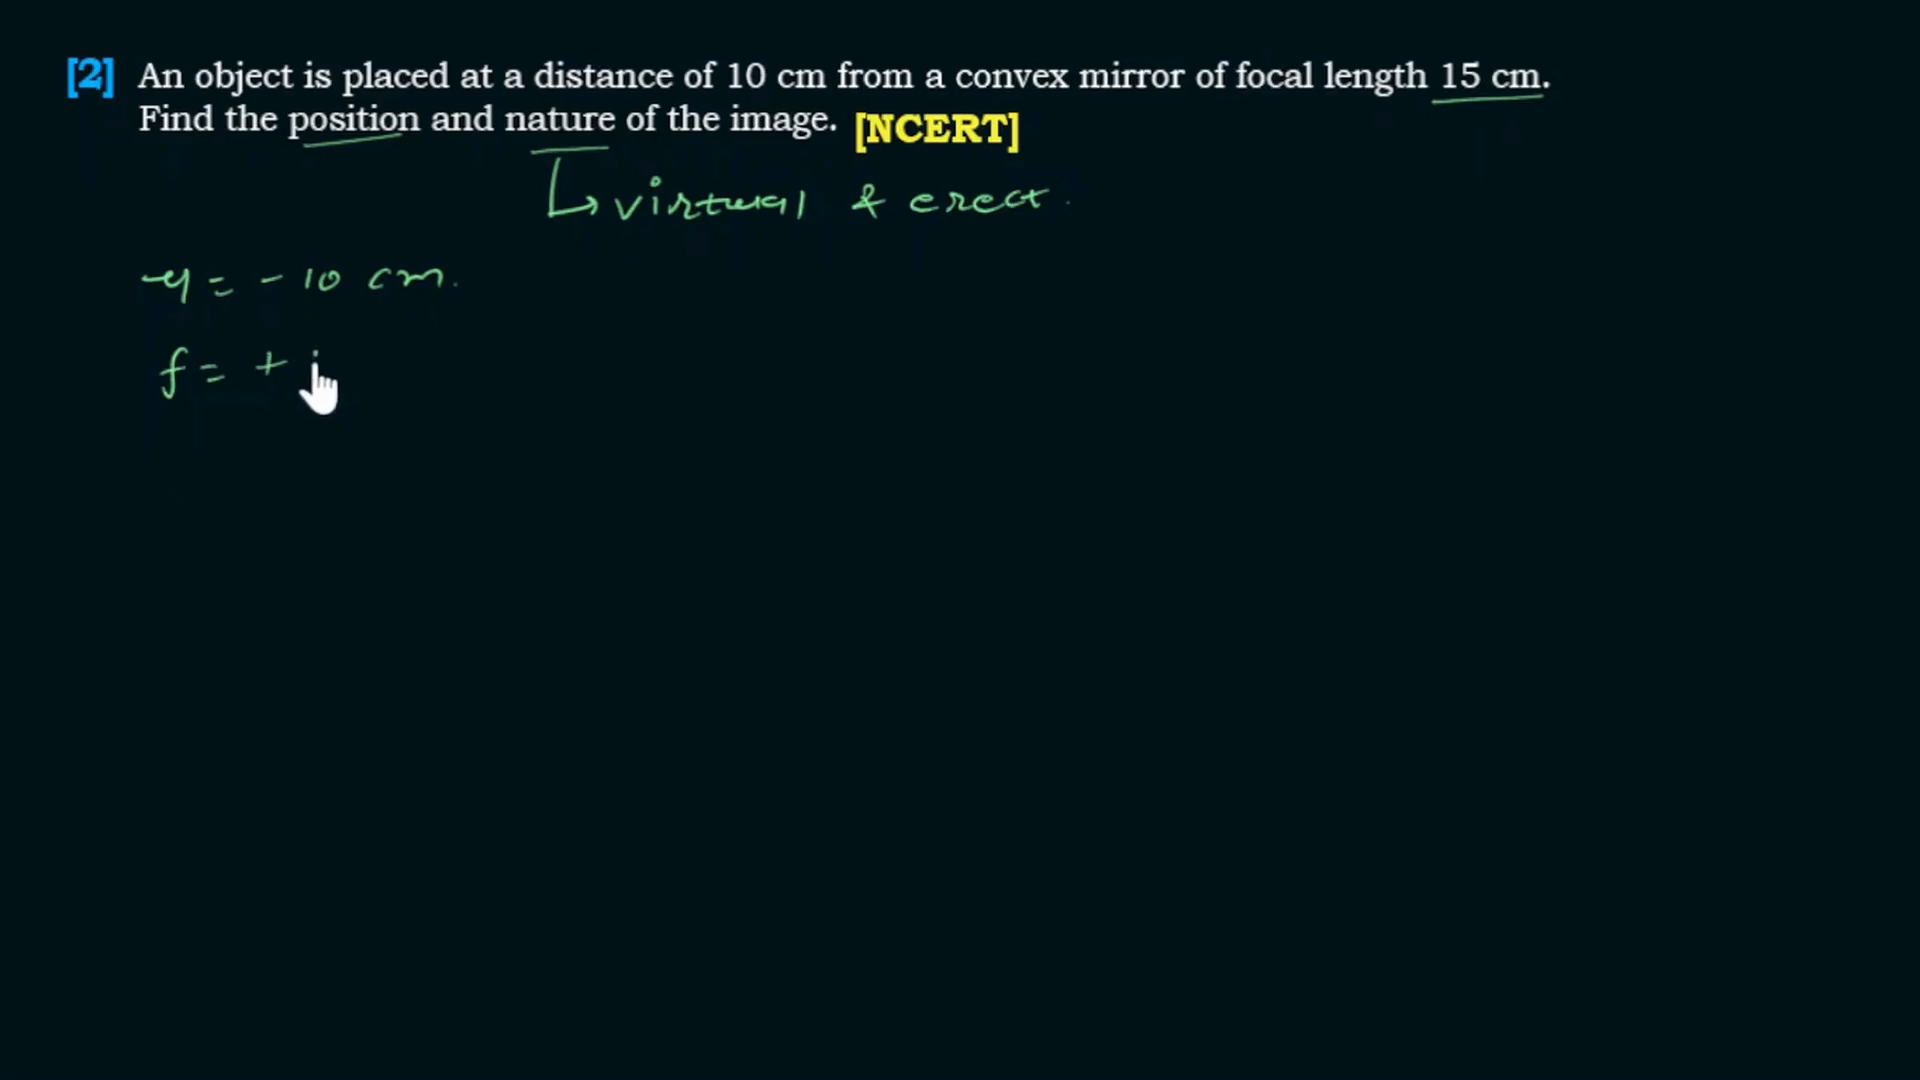 [2] An object is placed at a distance of 10 cm from a convex mirror of focal length 15 cm.
Find the position and nature of the image. [NCERT]
↳ virtual & erect.
u = - 10 cm.
f = +